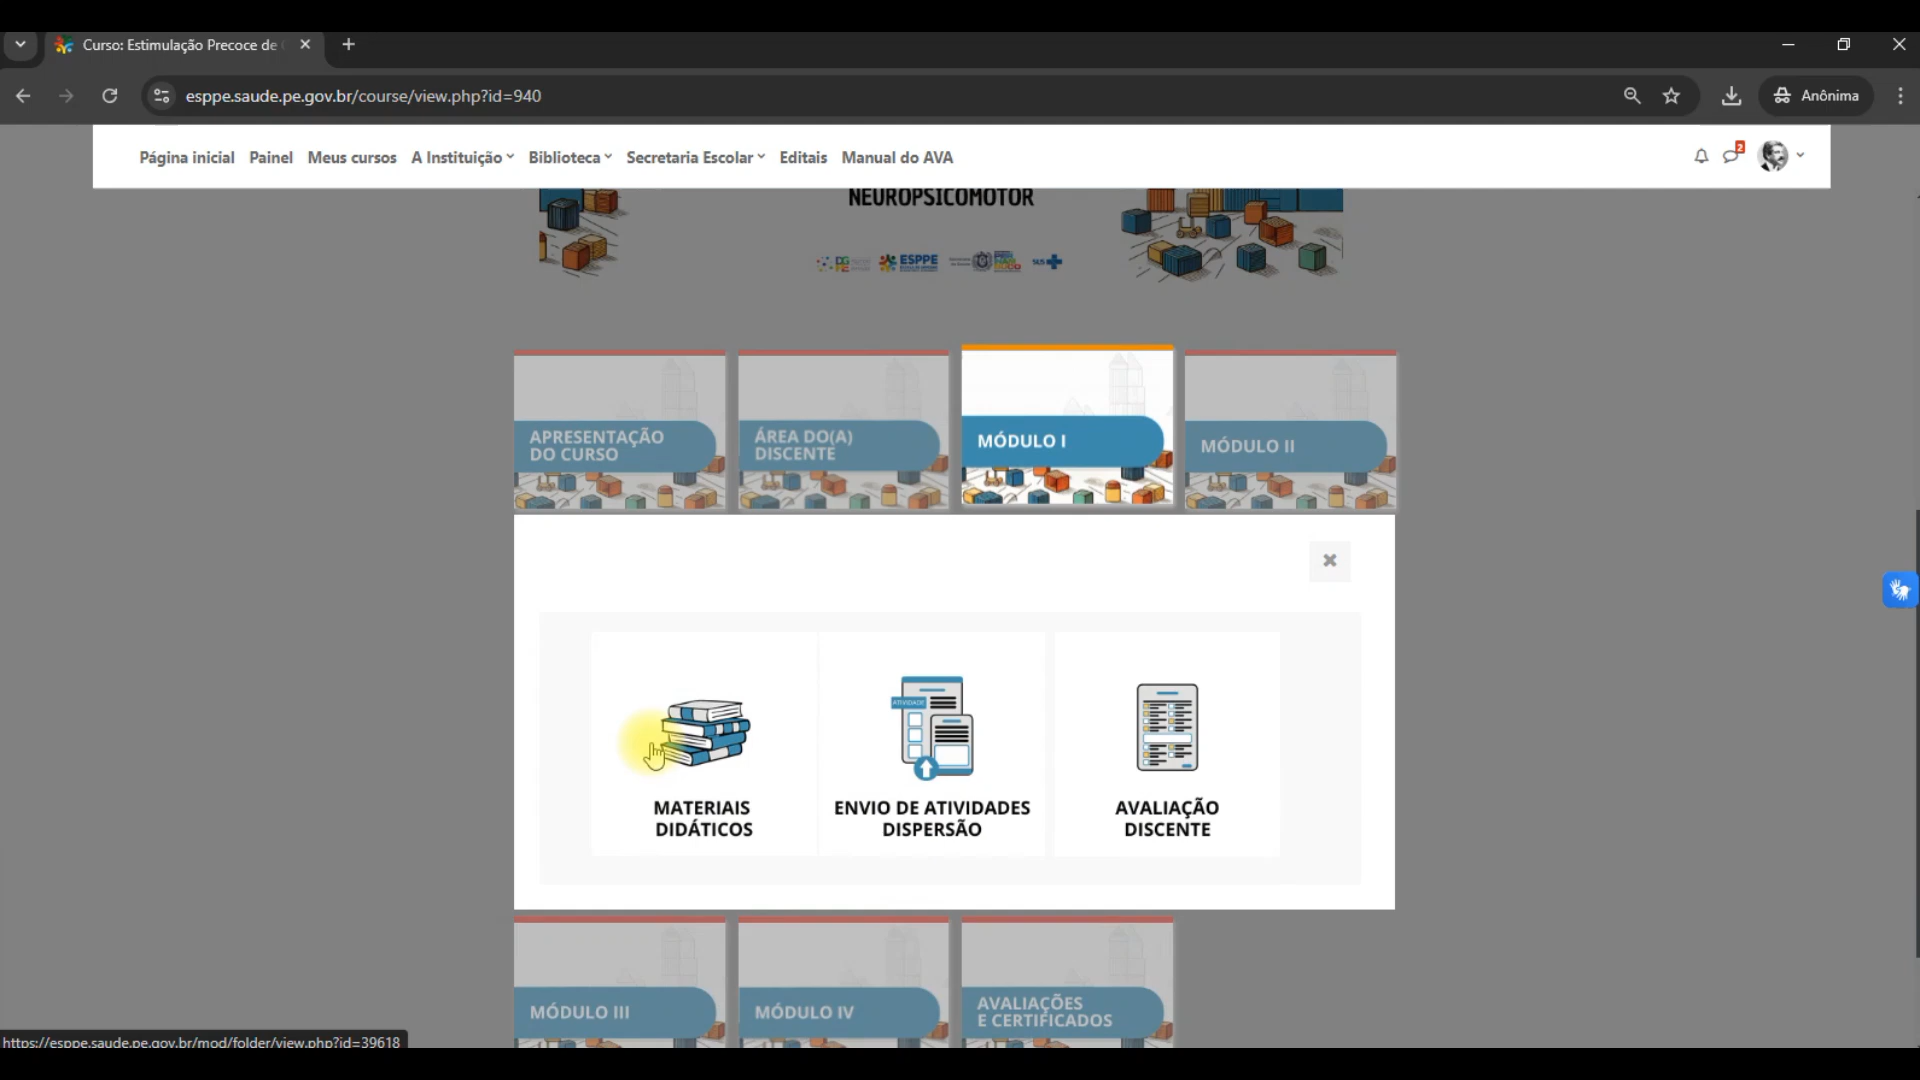 Curso: Estimulação Precoce de
esppe.saude.pe.gov.br/course/view.php?id=940
Anônima
Página inicial
Painel
Meus cursos
A Instituição
Biblioteca
Secretaria Escolar
Editais
Manual do AVA
2
NEUROPSICOMOTOR
ESPPE
SUS
APRESENTAÇÃO
DO CURSO
ÁREA DO(A)
DISCENTE
MÓDULO I
MÓDULO II
ATIVIDADE
MATERIAIS
DIDÁTICOS
ENVIO DE ATIVIDADES
DISPERSÃO
AVALIAÇÃO
DISCENTE
MÓDULO III
MÓDULO IV
AVALIAÇÕES
E CERTIFICADOS
https://esppe.saude.pe.gov.br/mod/folder/view.php?id=39618